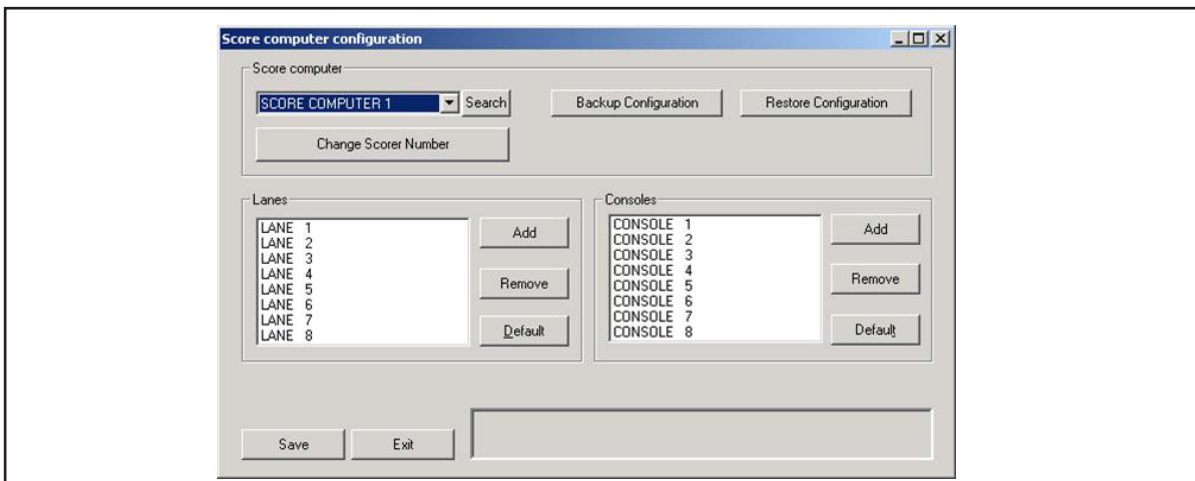 Score computer configuration
Score computer
SCORE COMPUTER 1
Search
Backup Configuration
Restore Configuration
Change Scorer Number
Lanes
LANE 1
LANE 2
LANE 3
LANE 4
LANE 5
LANE 6
LANE 7
LANE 8
Add
Remove
Default
Consoles
CONSOLE 1
CONSOLE 2
CONSOLE 3
CONSOLE 4
CONSOLE 5
CONSOLE 6
CONSOLE 7
CONSOLE 8
Add
Remove
Default
Save
Exit